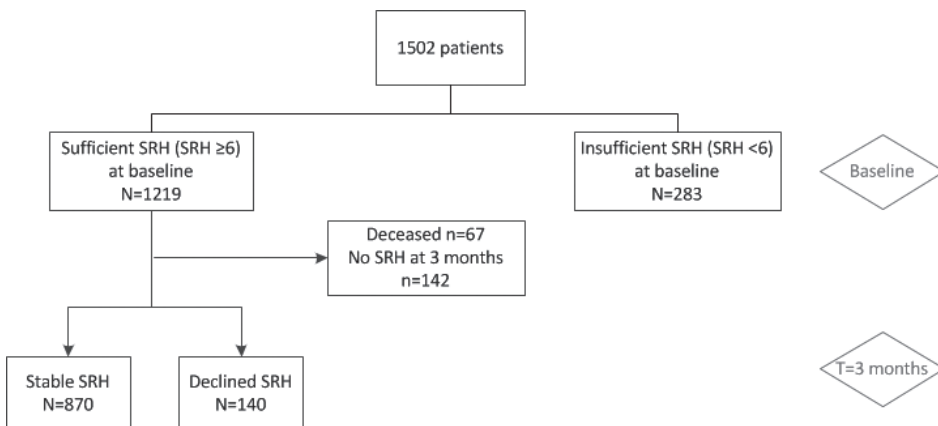 1502 patients
Sufficient SRH (SRH ≥6)
at baseline
N=1219
Insufficient SRH (SRH <6)
at baseline
N=283
Baseline
Deceased n=67
No SRH at 3 months
n=142
Stable SRH
N=870
Declined SRH
N=140
T=3 months